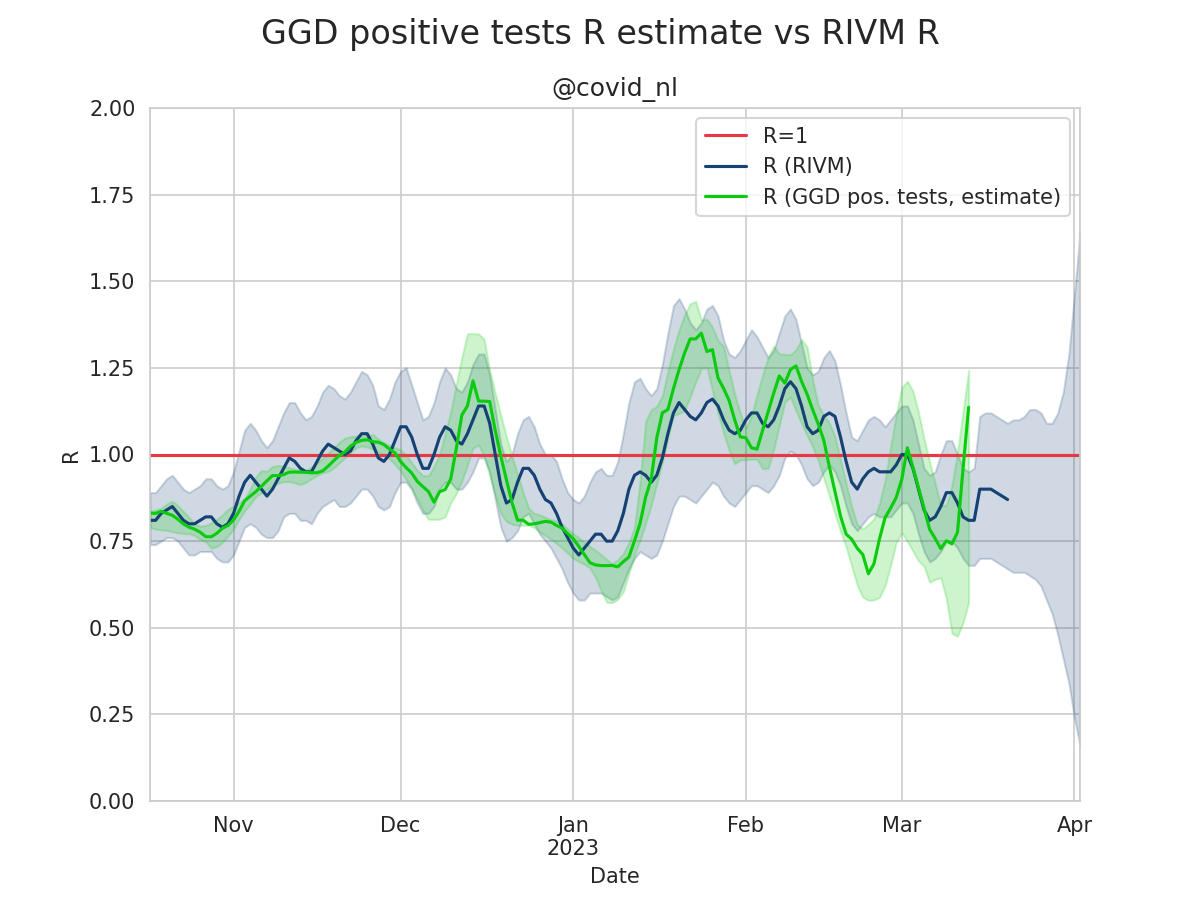 GGD positive tests R estimate vs RIVM R
@covid_nl
2.00
1.75
1.50
1.25
1.00
0.75
0.50
0.25
0.00
R
R=1
R (RIVM)
R (GGD pos. tests, estimate)
Nov
Dec
Jan
2023
Feb
Mar
Apr
Date